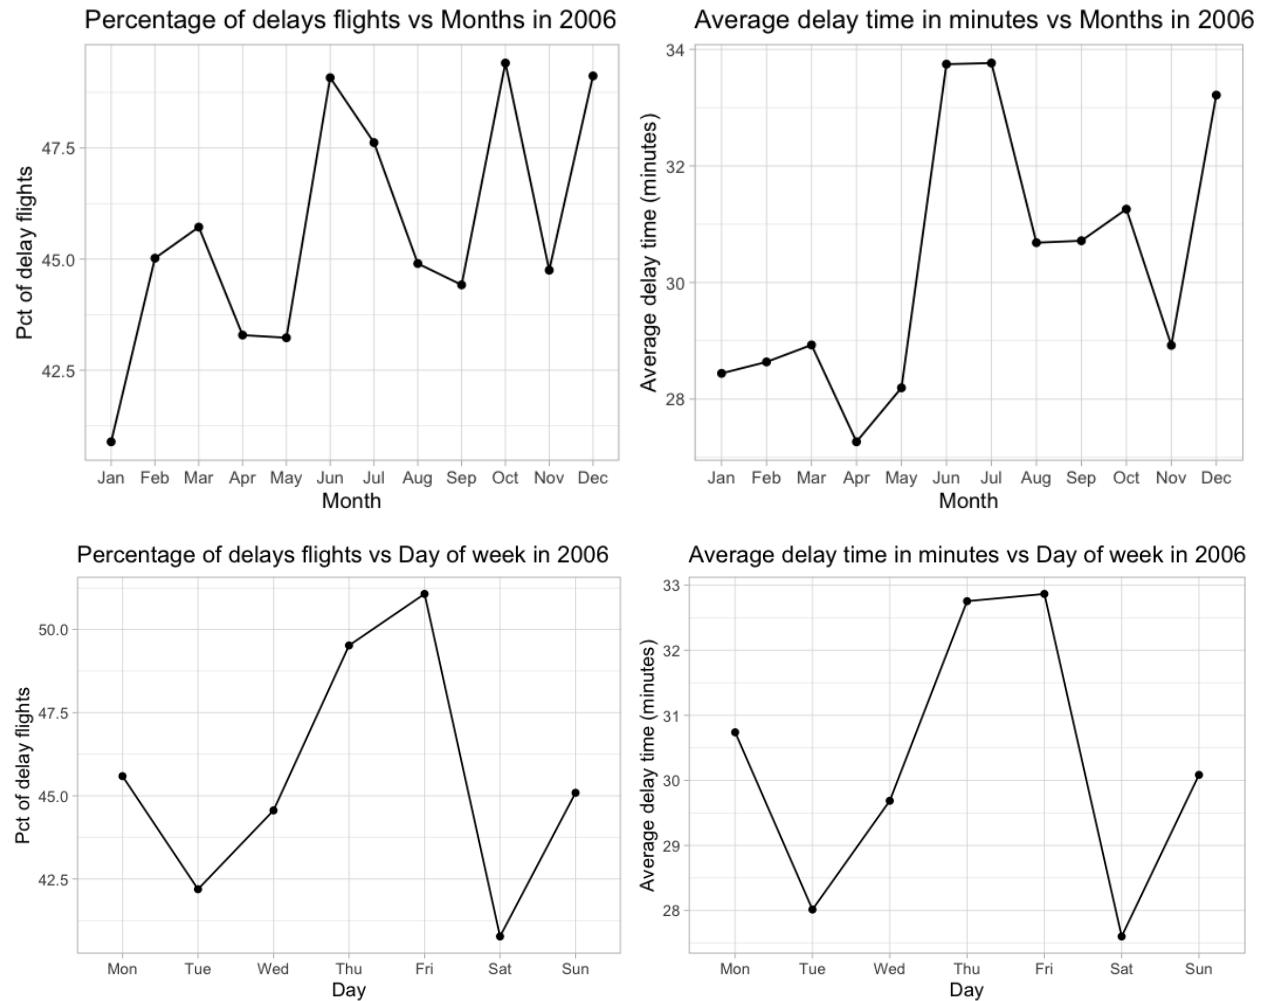 Percentage of delays flights vs Months in 2006
Pct of delay flights
47.5
45.0
42.5
Jan Feb Mar Apr May Jun Jul Aug Sep Oct Nov Dec
Month
Average delay time in minutes vs Months in 2006
Average delay time (minutes)
34
32
30
28
Jan Feb Mar Apr May Jun Jul Aug Sep Oct Nov Dec
Month
Percentage of delays flights vs Day of week in 2006
Pct of delay flights
50.0
47.5
45.0
42.5
Mon Tue Wed Thu Fri Sat Sun
Day
Average delay time in minutes vs Day of week in 2006
Average delay time (minutes)
33
32
31
30
29
28
Mon Tue Wed Thu Fri Sat Sun
Day